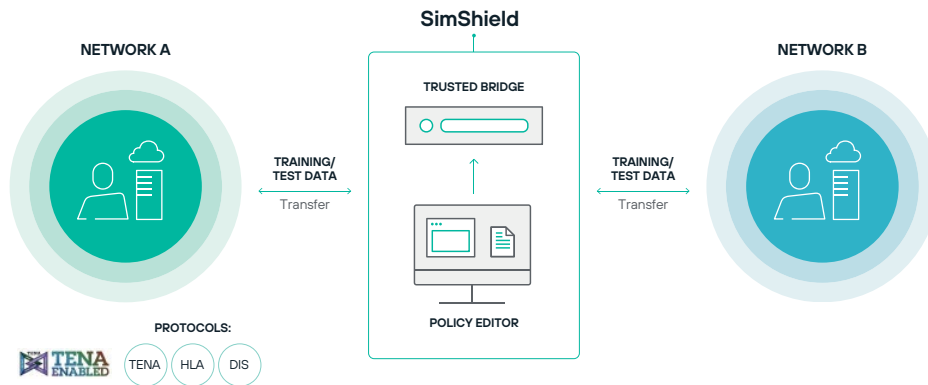 SimShield
NETWORK A
NETWORK B
TRUSTED BRIDGE
TRAINING/
TEST DATA
Transfer
TRAINING/
TEST DATA
Transfer
POLICY EDITOR
PROTOCOLS:
TENA
ENABLED
TENA
HLA
DIS